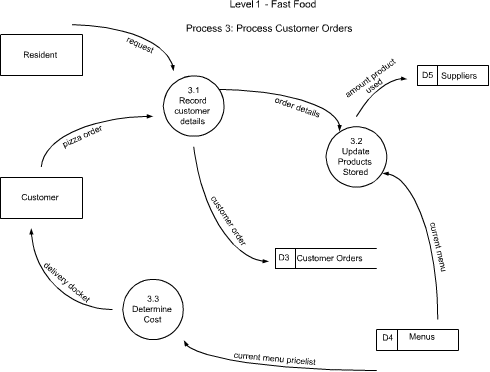 Level 1 - Fast Food
Process 3: Process Customer Orders
request
Resident
D5 Suppliers
amount product
used
3.1
Record
customer
details
order details
pizza order
3.2
Update
Products
Stored
Customer
customer order
current menu
D3 Customer Orders
delivery docket
3.3
Determine
Cost
D4 Menus
current menu pricelist